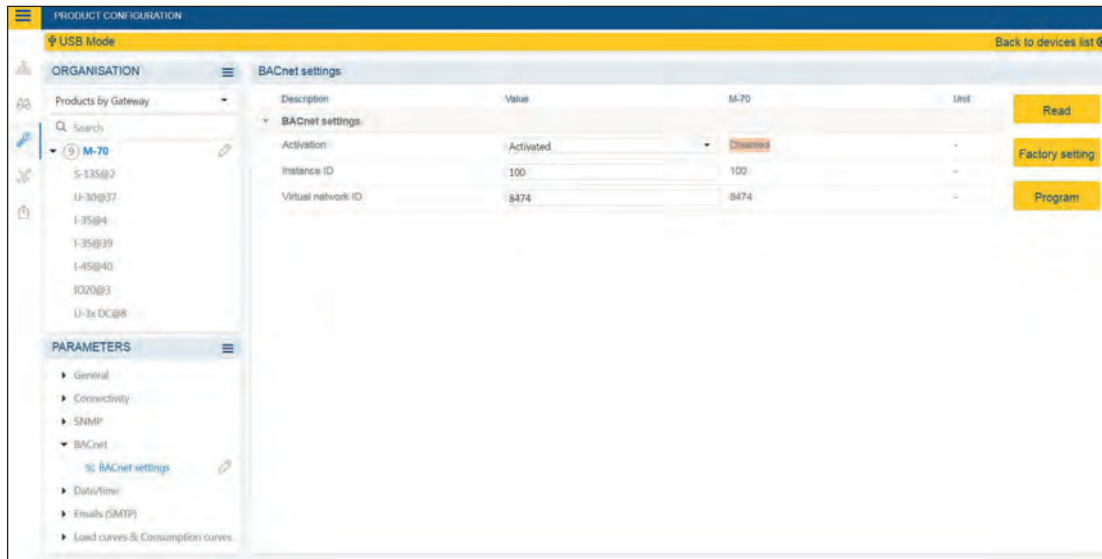 PRODUCT CONFIGURATION
USB Mode
Back to devices list
ORGANISATION
Products by Gateway
Search
9 M-70
S-135@2
U-30@37
I-35@4
I-35@39
I-45@40
IO20@3
U-3x DC@8
PARAMETERS
General
Connectivity
SNMP
BACnet
BACnet settings
Date/time
Emails (SMTP)
Load curves & Consumption curves
BACnet settings
Description Value M-70 Unit
BACnet settings
Activation Activated Disabled -
Instance ID 100 100 -
Virtual network ID 8474 8474 -
Read
Factory setting
Program